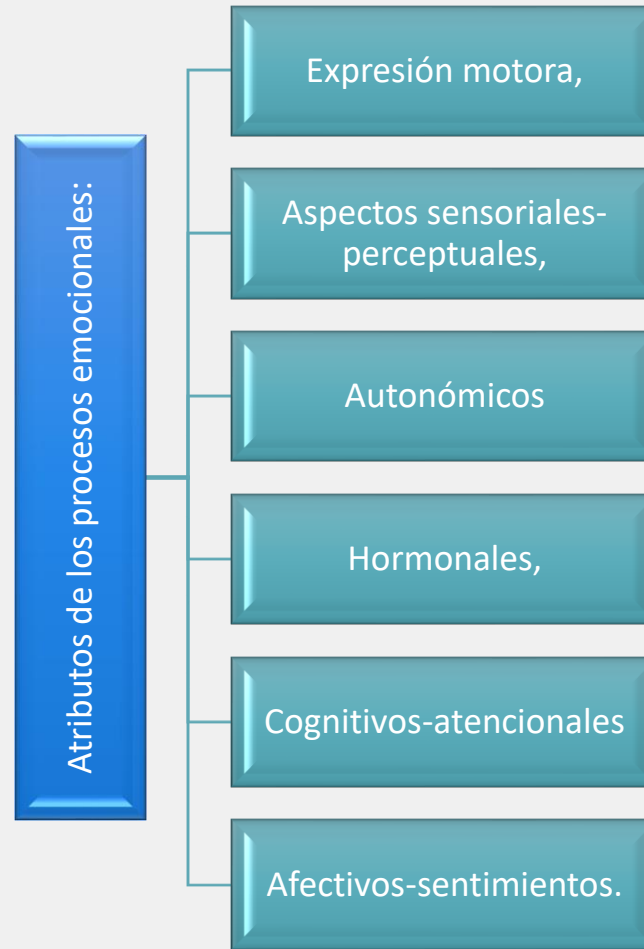 Atributos de los procesos emocionales:
Expresión motora,
Aspectos sensoriales-
perceptuales,
Autonómicos
Hormonales,
Cognitivos-atencionales
Afectivos-sentimientos.